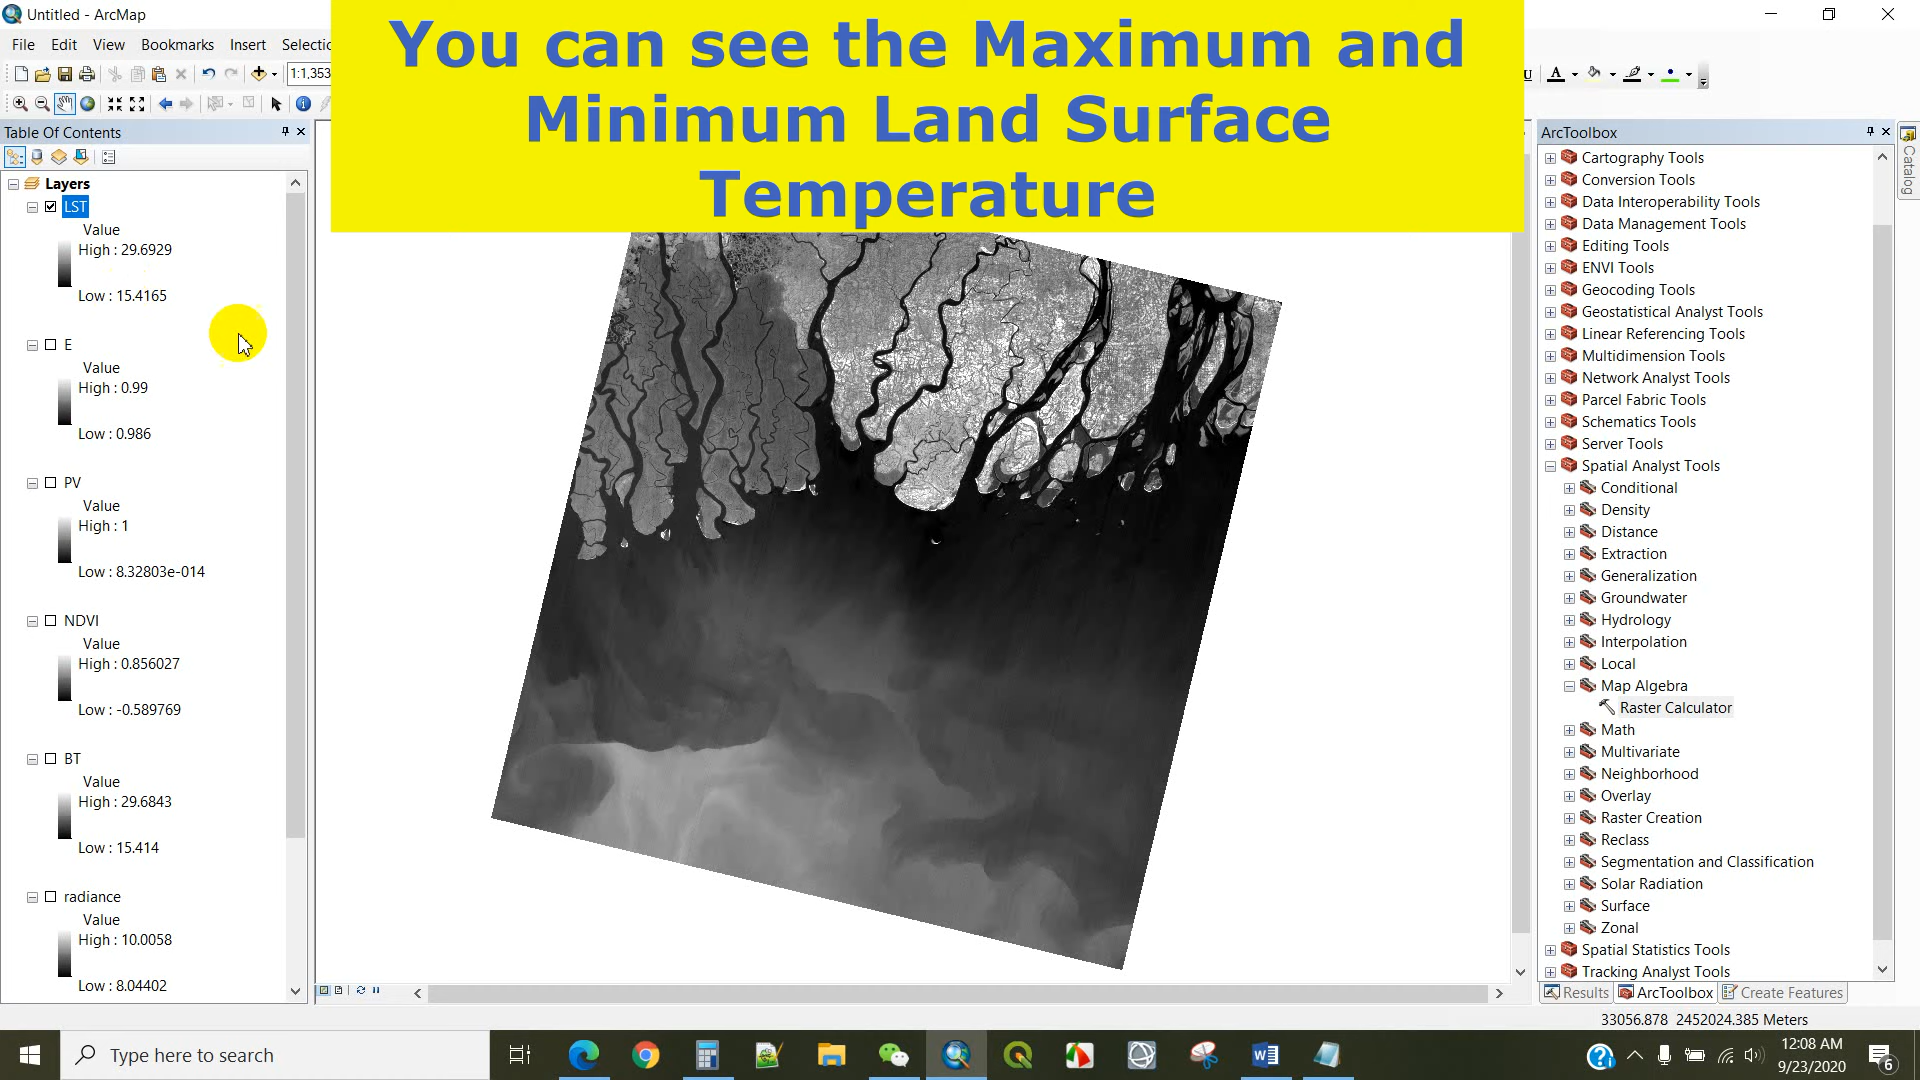 Untitled - ArcMap
You can see the Maximum and
Minimum Land Surface
Temperature
File Edit View Bookmarks Insert
1:1,353
Table Of Contents
Layers
LST
Value
High : 29.6929
Low : 15.4165
E
Value
High : 0.99
Low : 0.986
PV
Value
High : 1
Low : 8.32803e-014
NDVI
Value
High : 0.856027
Low : -0.589769
BT
Value
High : 29.6843
Low : 15.414
radiance
Value
High : 10.0058
Low : 8.04402
ArcToolbox
Cartography Tools
Conversion Tools
Data Interoperability Tools
Data Management Tools
Editing Tools
ENVI Tools
Geocoding Tools
Geostatistical Analyst Tools
Linear Referencing Tools
Multidimension Tools
Network Analyst Tools
Parcel Fabric Tools
Schematics Tools
Server Tools
Spatial Analyst Tools
Conditional
Density
Distance
Extraction
Generalization
Groundwater
Hydrology
Interpolation
Local
Map Algebra
Raster Calculator
Math
Multivariate
Neighborhood
Overlay
Raster Creation
Reclass
Segmentation and Classification
Solar Radiation
Surface
Zonal
Spatial Statistics Tools
Tracking Analyst Tools
Results ArcToolbox Create Features
Catalog
33056.878 2452024.385 Meters
Type here to search
12:08 AM
9/23/2020
6